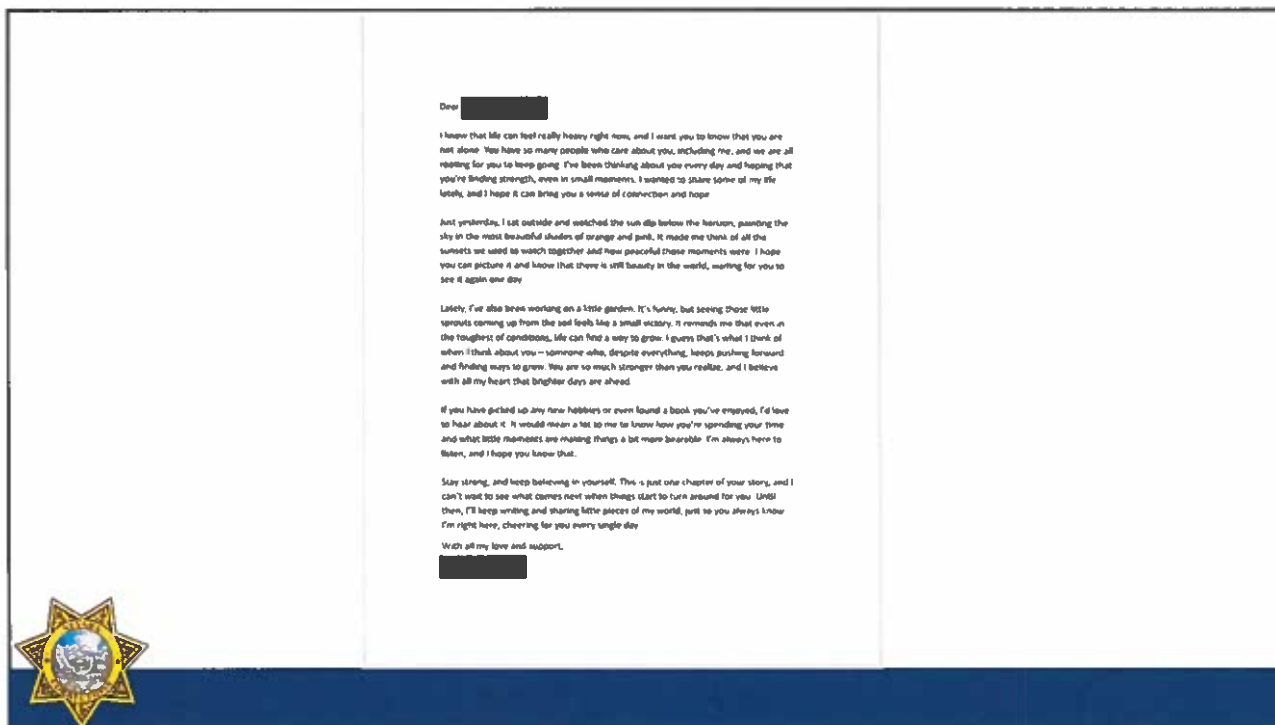 Dear
I know that life can feel really heavy right now, and I want you to know that you are
not alone. You have so many people who care about you, including me, and we are all
rooting for you to keep going. I've been thinking about you every day and hoping that
you're finding strength, even in small moments. I wanted to share some of my life
lately, and I hope it can bring you a sense of connection and hope
Just yesterday, I sat outside and watched the sun dip below the horizon, painting the
sky in the most beautiful shades of orange and pink. It made me think of all the
sunsets we used to watch together and how peaceful those moments were. I hope
you can picture it and know that there is still beauty in the world, waiting for you to
see it again one day
Lately, I've also been working on a little garden. It's funny, but seeing those little
sprouts coming up from the soil feels like a small victory. It reminds me that even in
the toughest of conditions, life can find a way to grow. I guess that's what I think of
when I think about you – someone who, despite everything, keeps pushing forward
and finding ways to grow. You are so much stronger than you realize, and I believe
with all my heart that brighter days are ahead
If you have picked up any new hobbies or even found a book you've enjoyed, I'd love
to hear about it. It would mean a lot to me to know how you're spending your time
and what little moments are making things a bit more bearable. I'm always here to
listen, and I hope you know that.
Stay strong, and keep believing in yourself. This is just one chapter of your story, and I
can't wait to see what comes next when things start to turn around for you. Until
then, I'll keep writing and sharing little pieces of my world, just so you always know
I'm right here, cheering for you every single day
With all my love and support,